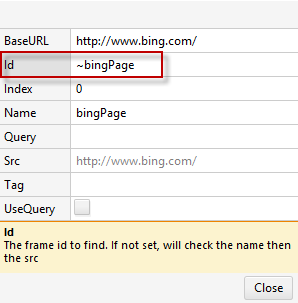 BaseURL http://www.bing.com/
Id ~bingPage
Index 0
Name bingPage
Query
Src http://www.bing.com/
Tag
UseQuery
Id
The frame id to find. If not set, will check the name then
the src
Close